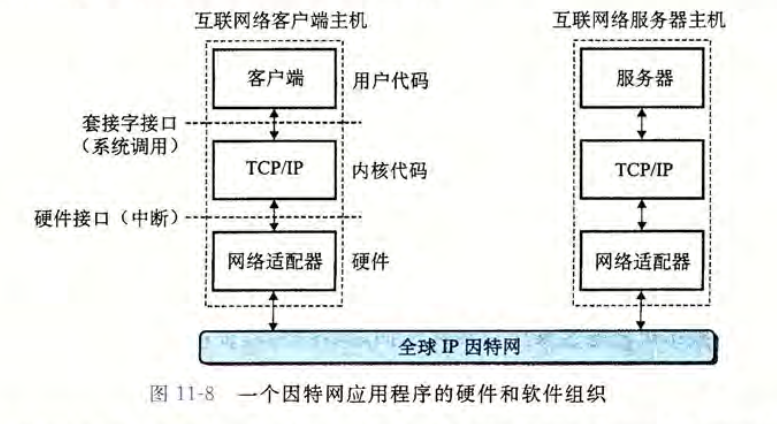 互联网络客户端主机
互联网络服务器主机
客户端
用户代码
服务器
套接字接口
（系统调用）
TCP/IP
内核代码
TCP/IP
硬件接口（中断）
网络适配器
硬件
网络适配器
全球 IP 因特网
图 11-8 一个因特网应用程序的硬件和软件组织